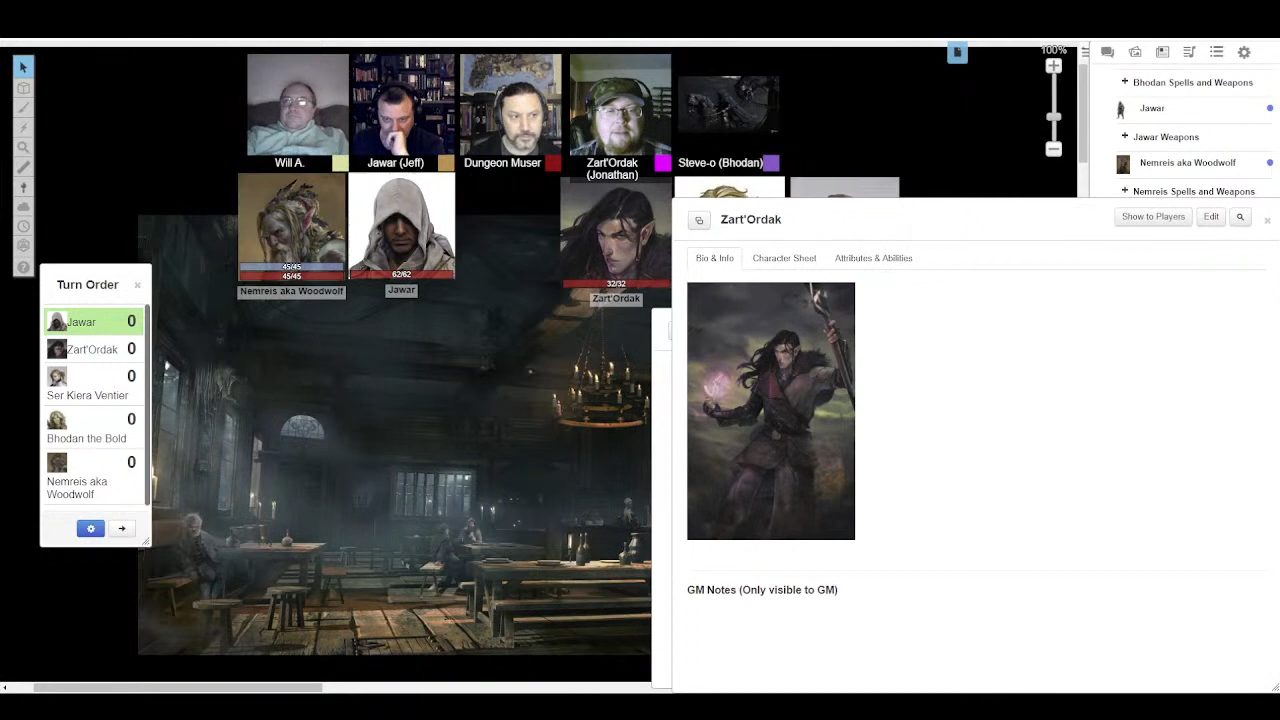 100%
Bhodan Spells and Weapons
Jawar
Jawar Weapons
Nemreis aka Woodwolf
Nemreis Spells and Weapons
Will A.
Jawar (Jeff)
Dungeon Muser
Zart'Ordak
(Jonathan)
Steve-o (Bhodan)
45/45
45/45
Nemreis aka Woodwolf
62/62
Jawar
32/32
Zart'Ordak
Zart'Ordak
Show to Players
Edit
Bio & Info
Character Sheet
Attributes & Abilities
GM Notes (Only visible to GM)
Turn Order
Jawar 0
Zart'Ordak 0
0
Ser Kiera Ventier
0
Bhodan the Bold
0
Nemreis aka
Woodwolf